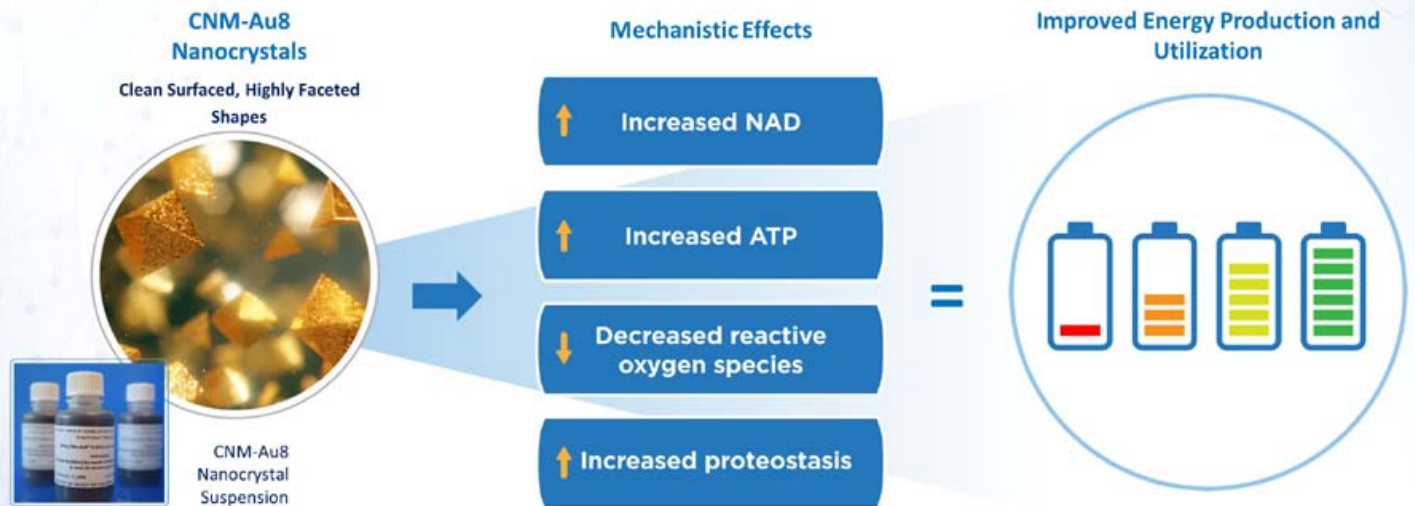 CNM-Au8
Nanocrystals
Clean Surfaced, Highly Faceted
Shapes
CNM-Au8
Nanocrystal
Suspension
Mechanistic Effects
Increased NAD
Increased ATP
Decreased reactive
oxygen species
Increased proteostasis
Improved Energy Production and
Utilization
=